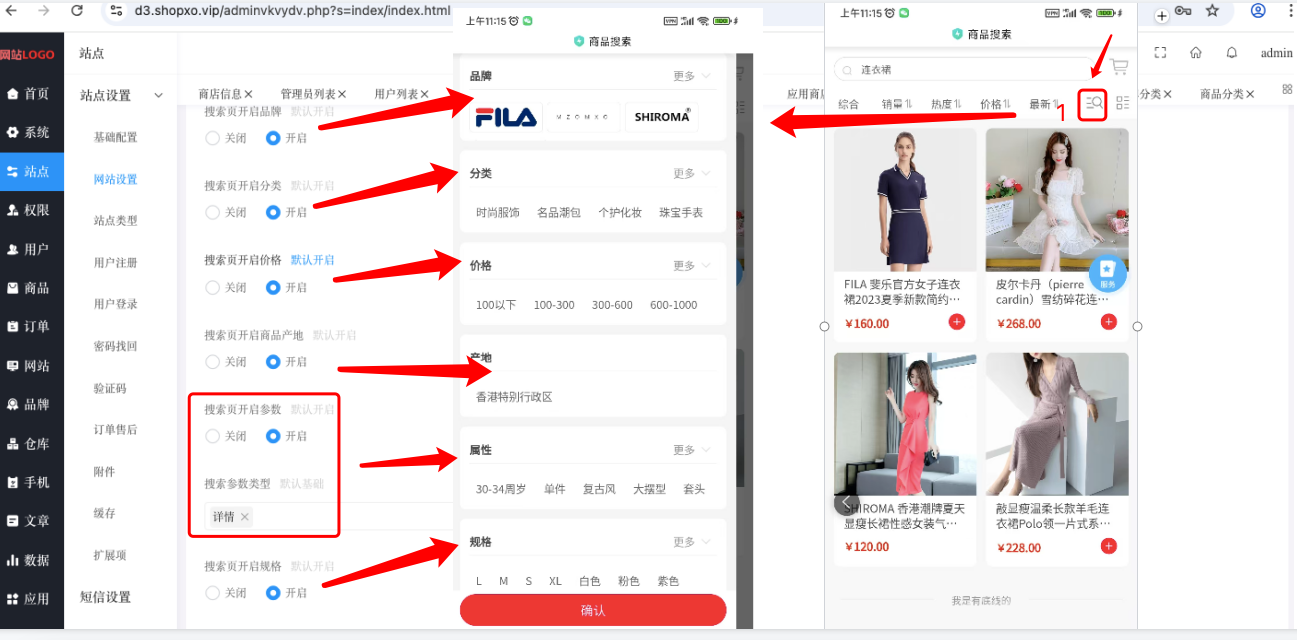 d3.shopxo.vip/adminvkvydv.php?s=index/index.html
网站LOGO
首页
系统
站点
权限
用户
商品
订单
网站
品牌
仓库
手机
文章
数据
应用
站点
站点设置
基础配置
网站设置
站点类型
用户注册
用户登录
密码找回
验证码
订单售后
附件
缓存
扩展项
短信设置
商店信息
管理员列表
用户列表
搜索页开启品牌 默认开启
关闭 开启
搜索页开启分类 默认开启
关闭 开启
搜索页开启价格 默认开启
关闭 开启
搜索页开启商品产地 默认开启
关闭 开启
搜索页开启参数 默认开启
关闭 开启
搜索参数类型 默认基础
详情
搜索页开启规格 默认开启
关闭 开启
上午11:15
商品搜索
品牌 更多
FILA MZOMXO SHIROMA
分类 更多
时尚服饰 名品潮包 个护化妆 珠宝手表
价格 更多
100以下 100-300 300-600 600-1000
产地
香港特别行政区
属性 更多
30-34周岁 单件 复古风 大摆型 套头
规格 更多
L M S XL 白色 粉色 紫色
确认
上午11:15
商品搜索
连衣裙
综合 销量 热度 价格 最新
1
FILA 斐乐官方女子连衣
裙2023夏季新款简约···
￥160.00
皮尔卡丹（pierre
cardin）雪纺碎花连···
￥268.00
服务
SHIROMA 香港潮牌夏天
显瘦长裙性感女装气···
￥120.00
敲显瘦温柔长款羊毛连
衣裙Polo领一片式系···
￥228.00
我是有底线的
admin
应用商店
分类
商品分类